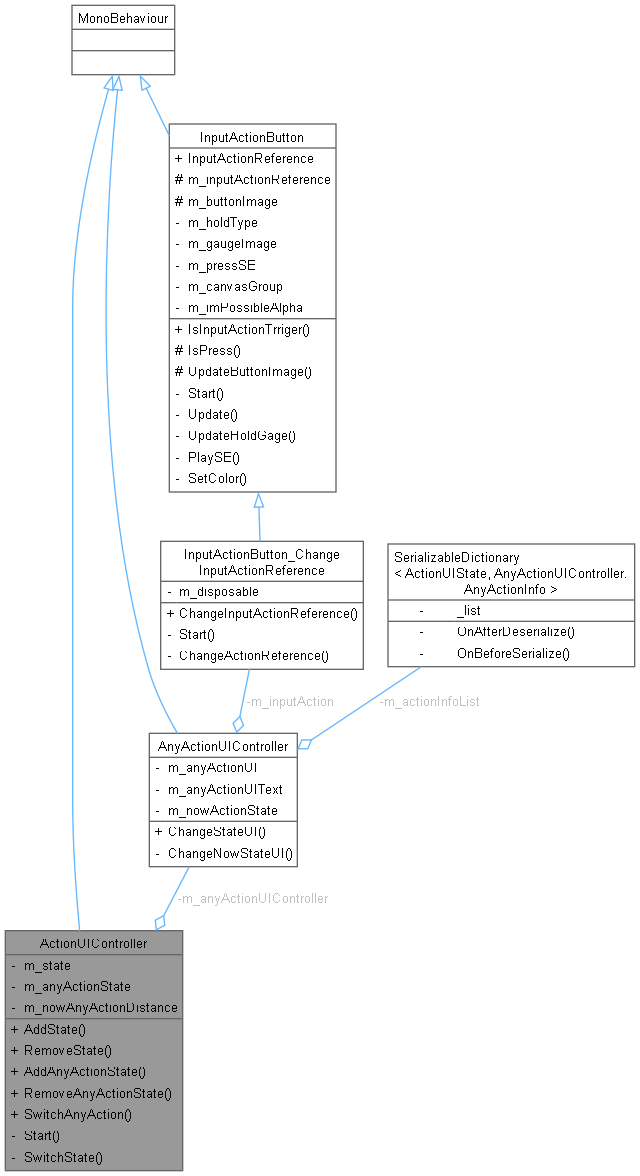 MonoBehaviour
InputActionButton
+ InputActionReference
# m_inputActionReference
# m_buttonImage
- m_holdType
- m_gaugeImage
- m_pressSE
- m_canvasGroup
- m_imPossibleAlpha
+ IsInputActionTrriger()
# IsPress()
# UpdateButtonImage()
- Start()
- Update()
- UpdateHoldGage()
- PlaySE()
- SetColor()
InputActionButton_Change
InputActionReference
- m_disposable
+ ChangeInputActionReference()
- Start()
- ChangeActionReference()
SerializableDictionary
< ActionUIState, AnyActionUIController.
AnyActionInfo >
- _list
- OnAfterDeserialize()
- OnBeforeSerialize()
-m_inputAction
-m_actionInfoList
AnyActionUIController
- m_anyActionUI
- m_anyActionUIText
- m_nowActionState
+ ChangeStateUI()
- ChangeNowStateUI()
-m_anyActionUIController
ActionUIController
- m_state
- m_anyActionState
- m_nowAnyActionDistance
+ AddState()
+ RemoveState()
+ AddAnyActionState()
+ RemoveAnyActionState()
+ SwitchAnyAction()
- Start()
- SwitchState()